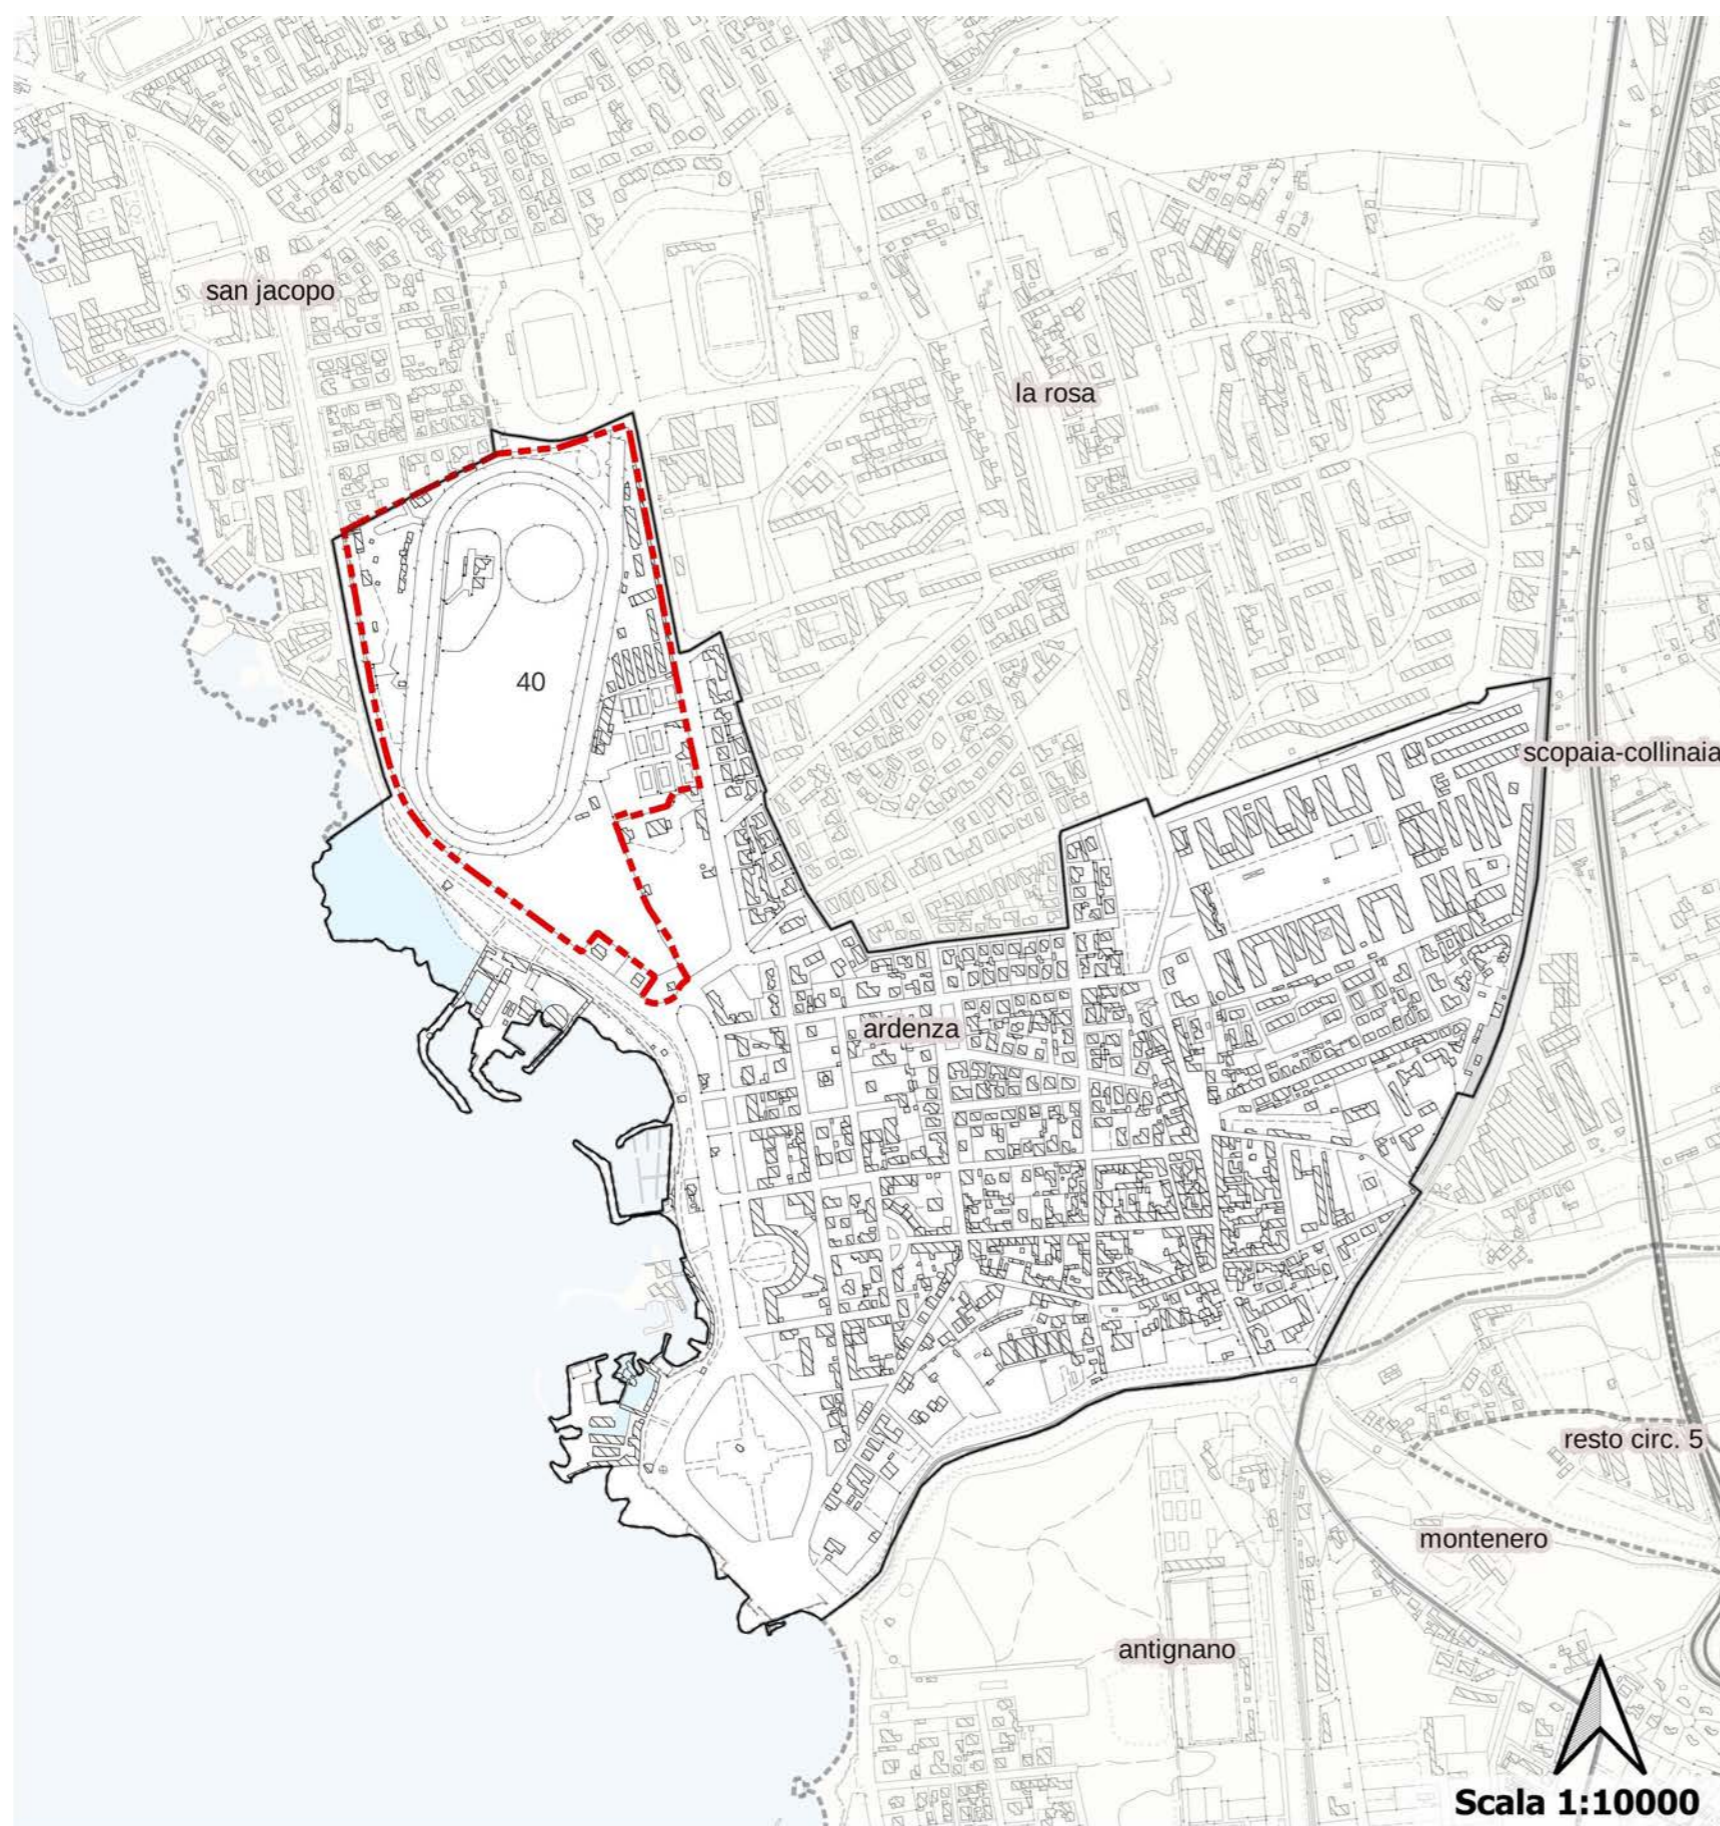 san jacopo
la rosa
40
scopaia-collinaia
ardenza
resto circ. 5
montenero
antignano
Scala 1:10000